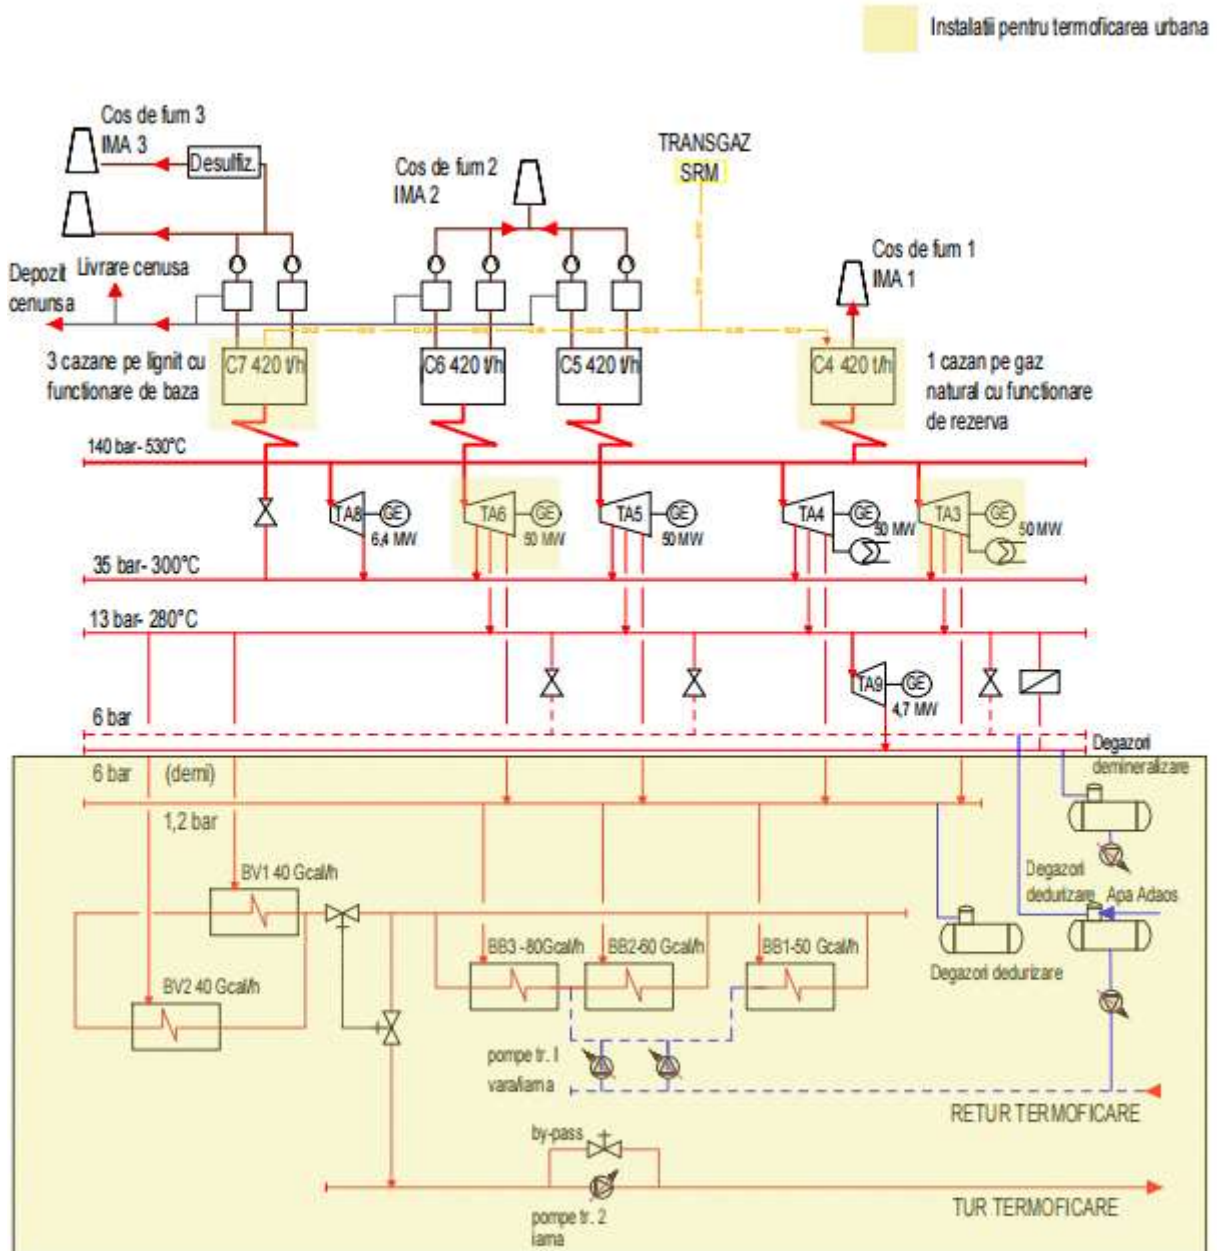 Instalatii pentru termoficarea urbana
Cos de fum 3
IMA 3
Desulfiz.
Cos de fum 2
IMA 2
TRANSGAZ
SRM
Cos de fum 1
IMA 1
Depozit
cenunsa
Livrare cenusa
3 cazane pe lignit cu
functionare de baza
C7 420 t/h
C6 420 t/h
C5 420 t/h
C4 420 t/h
1 cazan pe gaz
natural cu functionare
de rezerva
140 bar- 530°C
TA8
GE
6,4 MW
TA6
GE
50 MW
TA5
GE
50 MW
TA4
GE
50 MW
TA3
GE
50 MW
35 bar- 300°C
13 bar- 280°C
TA9
GE
4,7 MW
6 bar
Degazori
demineralizare
6 bar
(demi)
1,2 bar
BV1 40 Gcal/h
BV2 40 Gcal/h
BB3 -80Gcal/h
BB2-60 Gcal/h
BB1-50 Gcal/h
Degazori
dedurizare
Apa Adaos
Degazori dedurizare
pompe tr. I
vara/iarna
RETUR TERMOFICARE
by-pass
TUR TERMOFICARE
pompe tr. 2
iarna